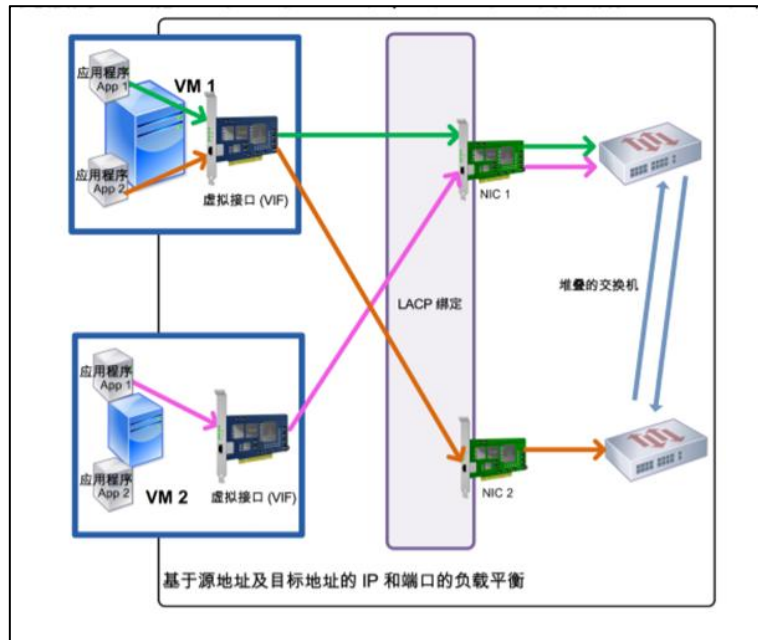 应用程序
App 1
VM 1
应用程序
App 2
虚拟接口 (VIF)
NIC 1
堆叠的交换机
LACP 绑定
应用程序
App 1
应用程序
App 2
VM 2
虚拟接口 (VIF)
NIC 2
基于源地址及目标地址的 IP 和端口的负载平衡